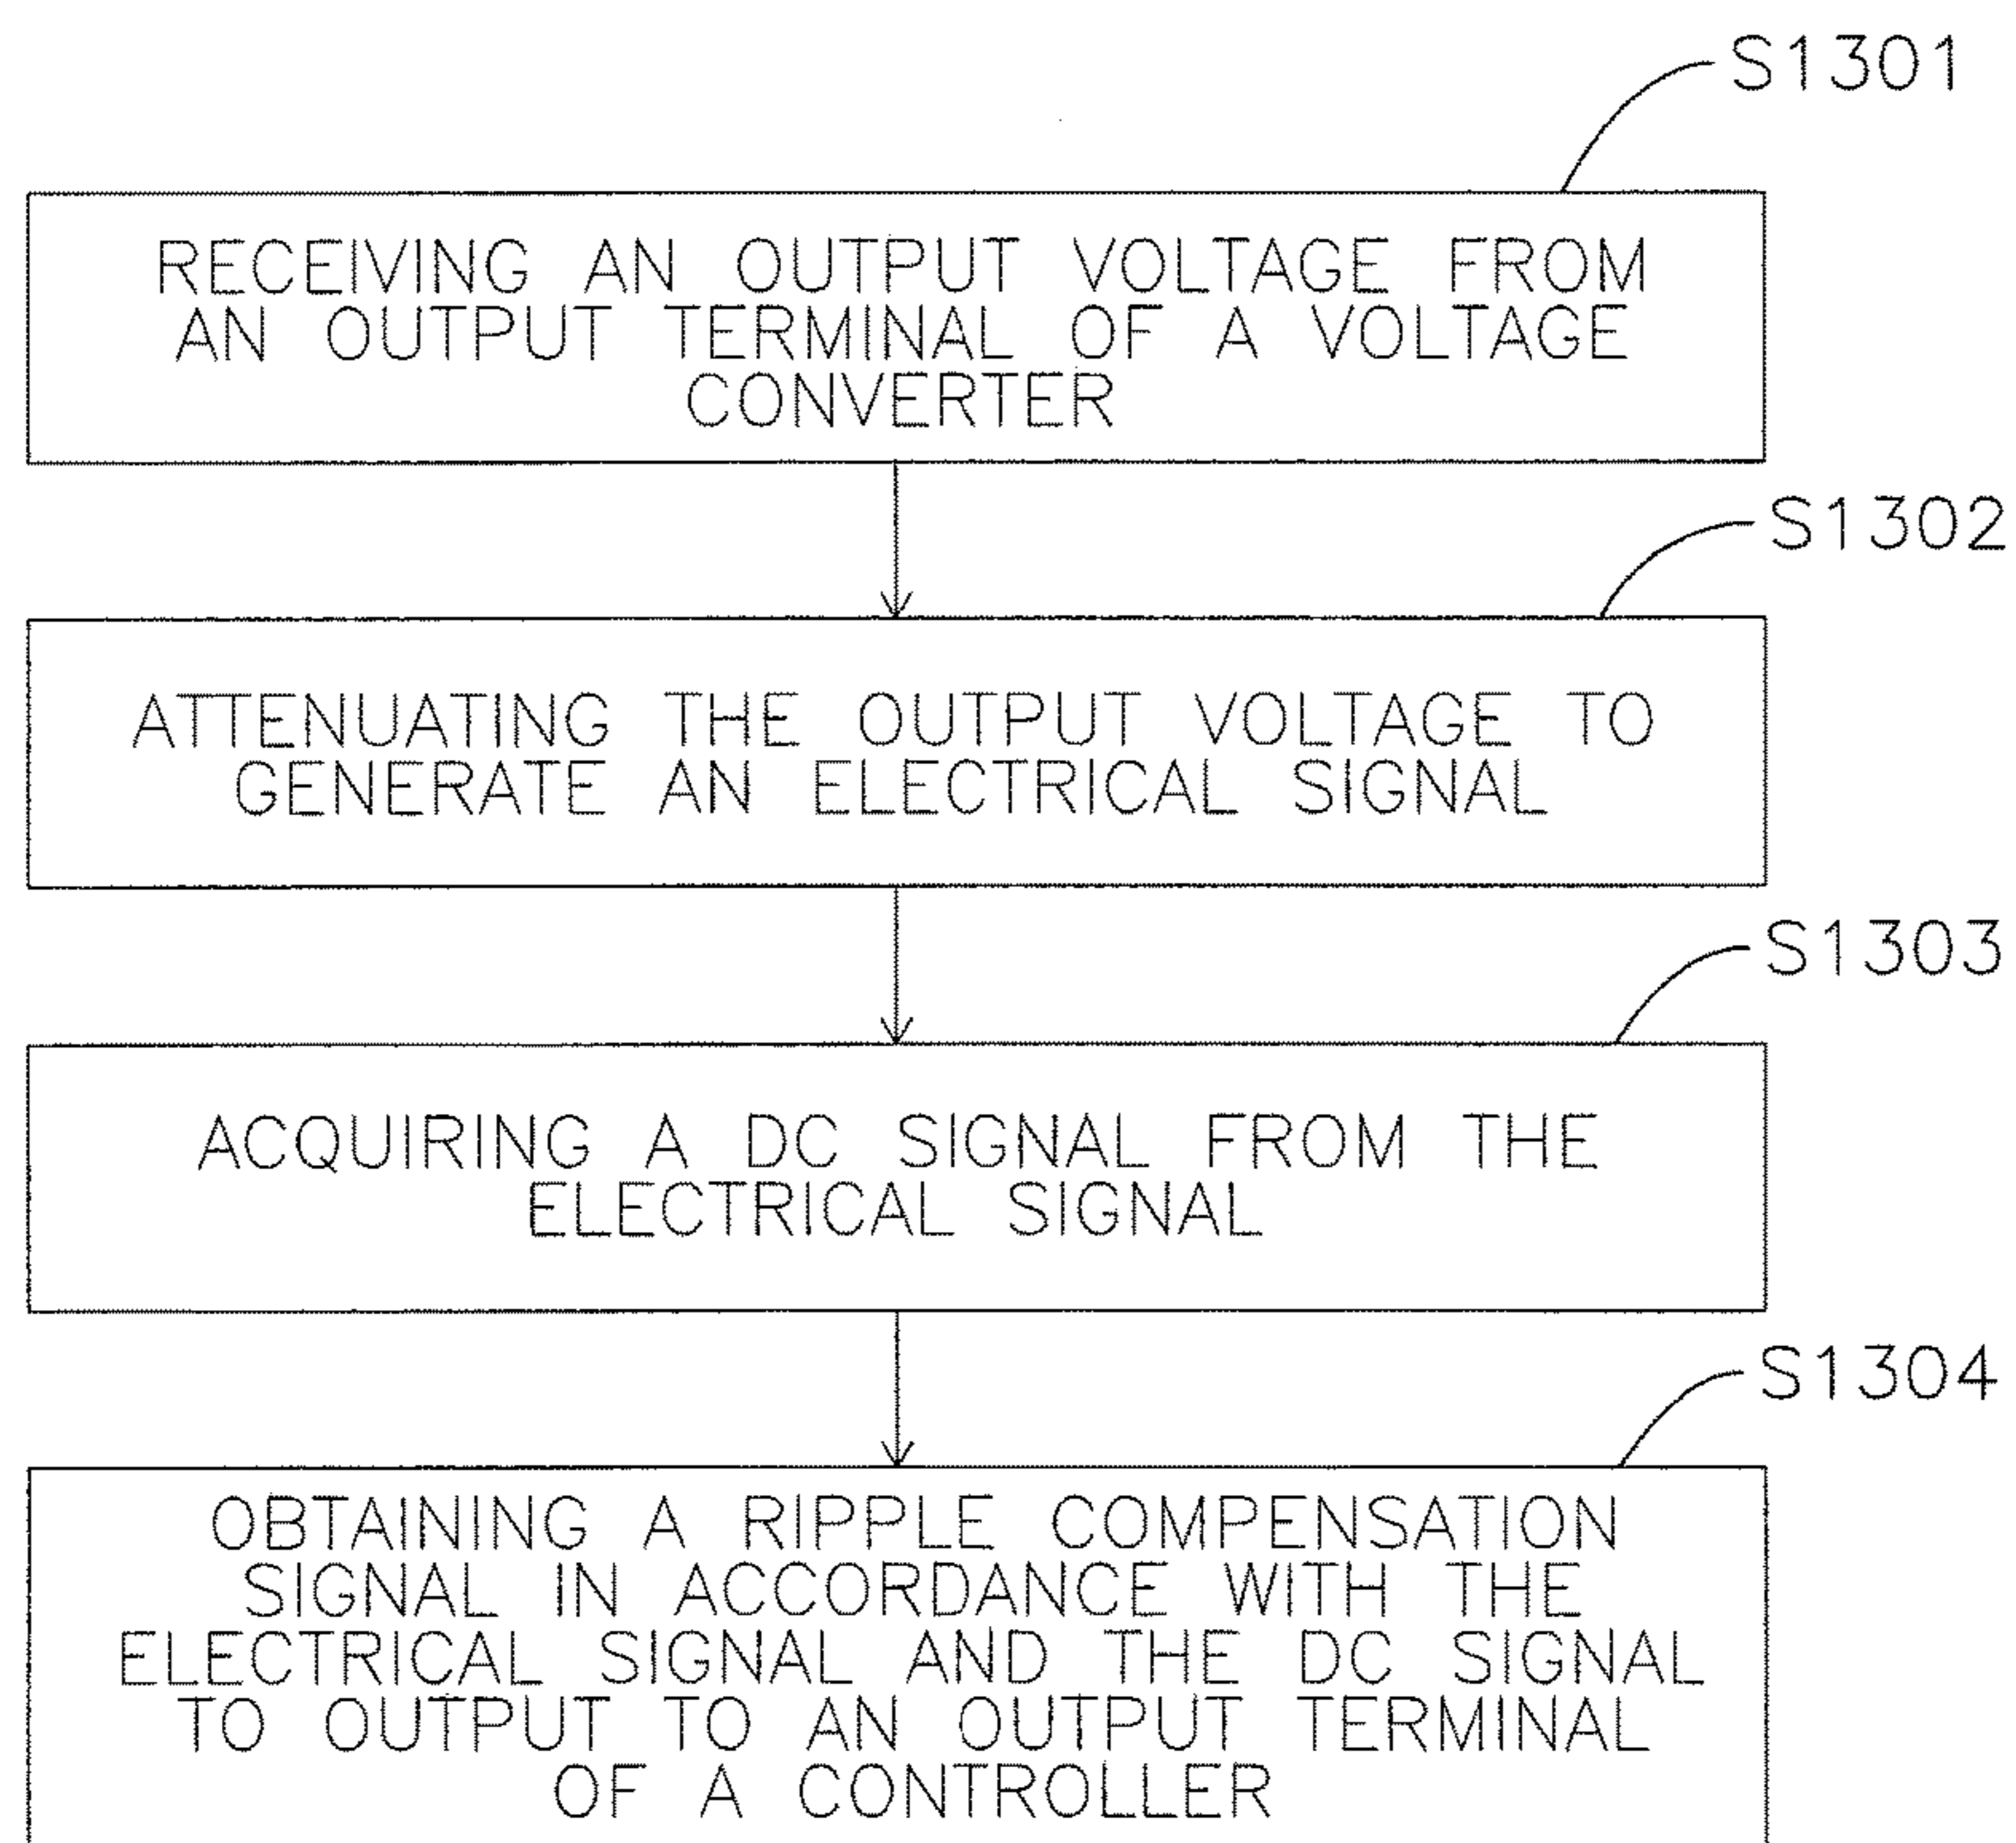 S1301
RECEIVING AN OUTPUT VOLTAGE FROM
AN OUTPUT TERMINAL OF A VOLTAGE
CONVERTER
S1302
ATTENUATING THE OUTPUT VOLTAGE TO
GENERATE AN ELECTRICAL SIGNAL
S1303
ACQUIRING A DC SIGNAL FROM THE
ELECTRICAL SIGNAL
S1304
OBTAINING A RIPPLE COMPENSATION
SIGNAL IN ACCORDANCE WITH THE
ELECTRICAL SIGNAL AND THE DC SIGNAL
TO OUTPUT TO AN OUTPUT TERMINAL
OF A CONTROLLER